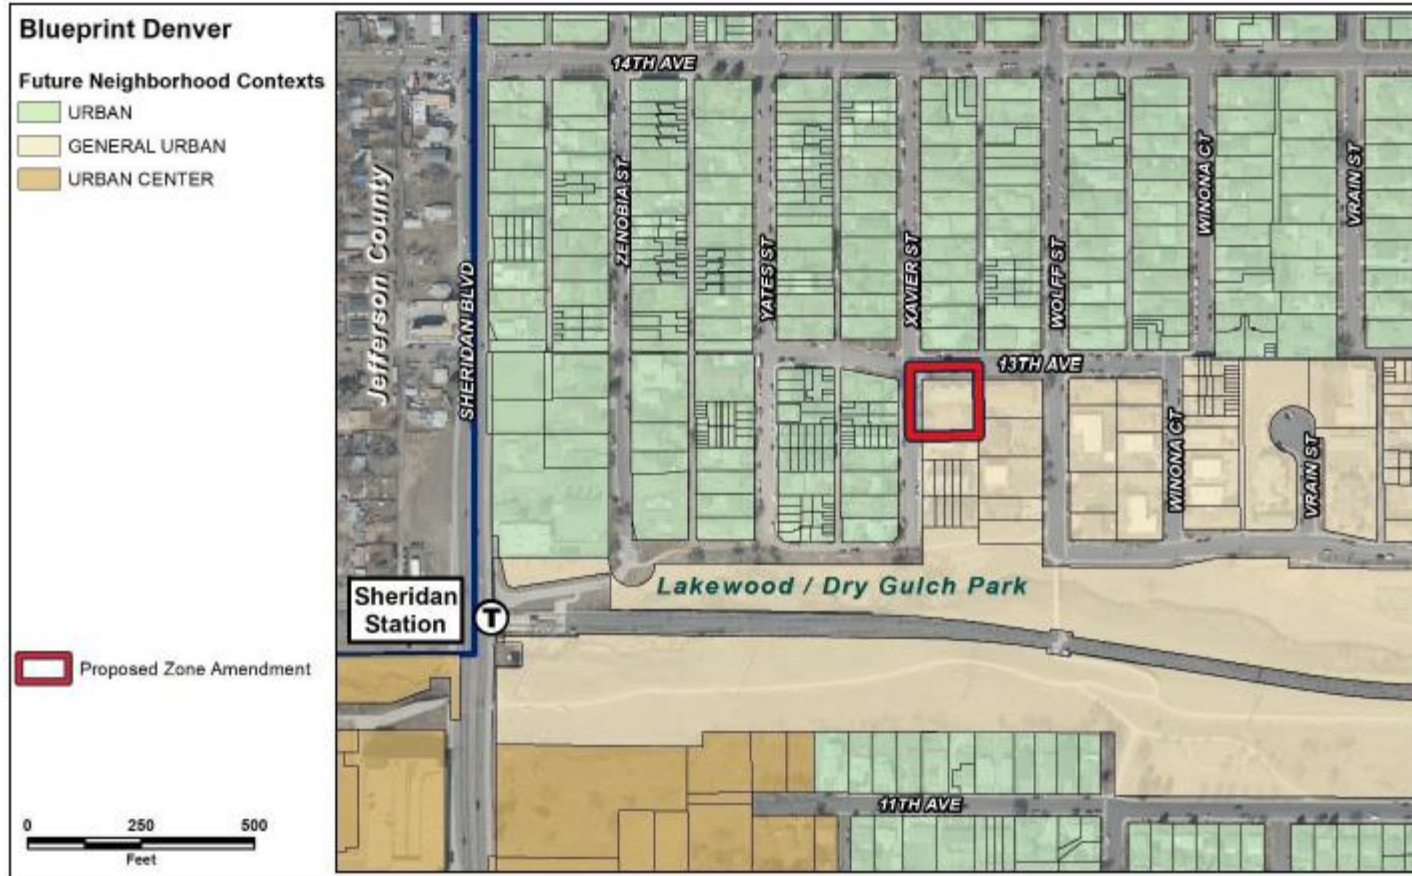 Blueprint Denver
Future Neighborhood Contexts
URBAN
GENERAL URBAN
URBAN CENTER
Proposed Zone Amendment
0 250 500
Feet
14TH AVE
Jefferson County
SHERIDAN BLVD
ZENOBIA ST
YATES ST
XAVIER ST
WOLFF ST
WINONA CT
VRAIN ST
13TH AVE
WINONA CT
VRAIN ST
Lakewood / Dry Gulch Park
Sheridan
Station
T
11TH AVE